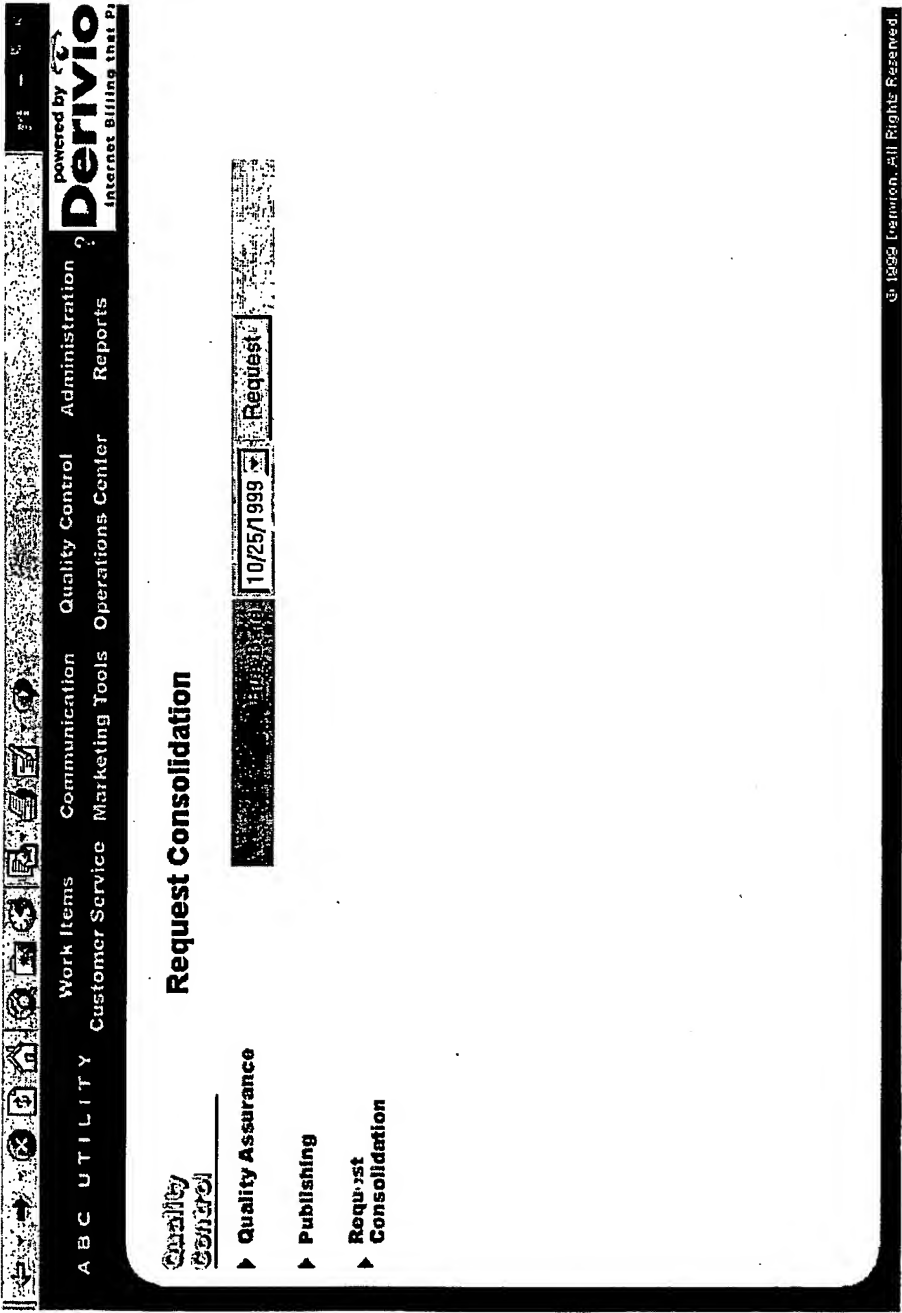 powered by
Derivio
Internet Billing that Pa
ABC UTILITY
Work Items Communication Quality Control Administration ?
Customer Service Marketing Tools Operations Center Reports
Quality
Control
Quality Assurance
Publishing
Request
Consolidation
Request Consolidation
10/25/1999 Request
© 1999 Derivion. All Rights Reserved.